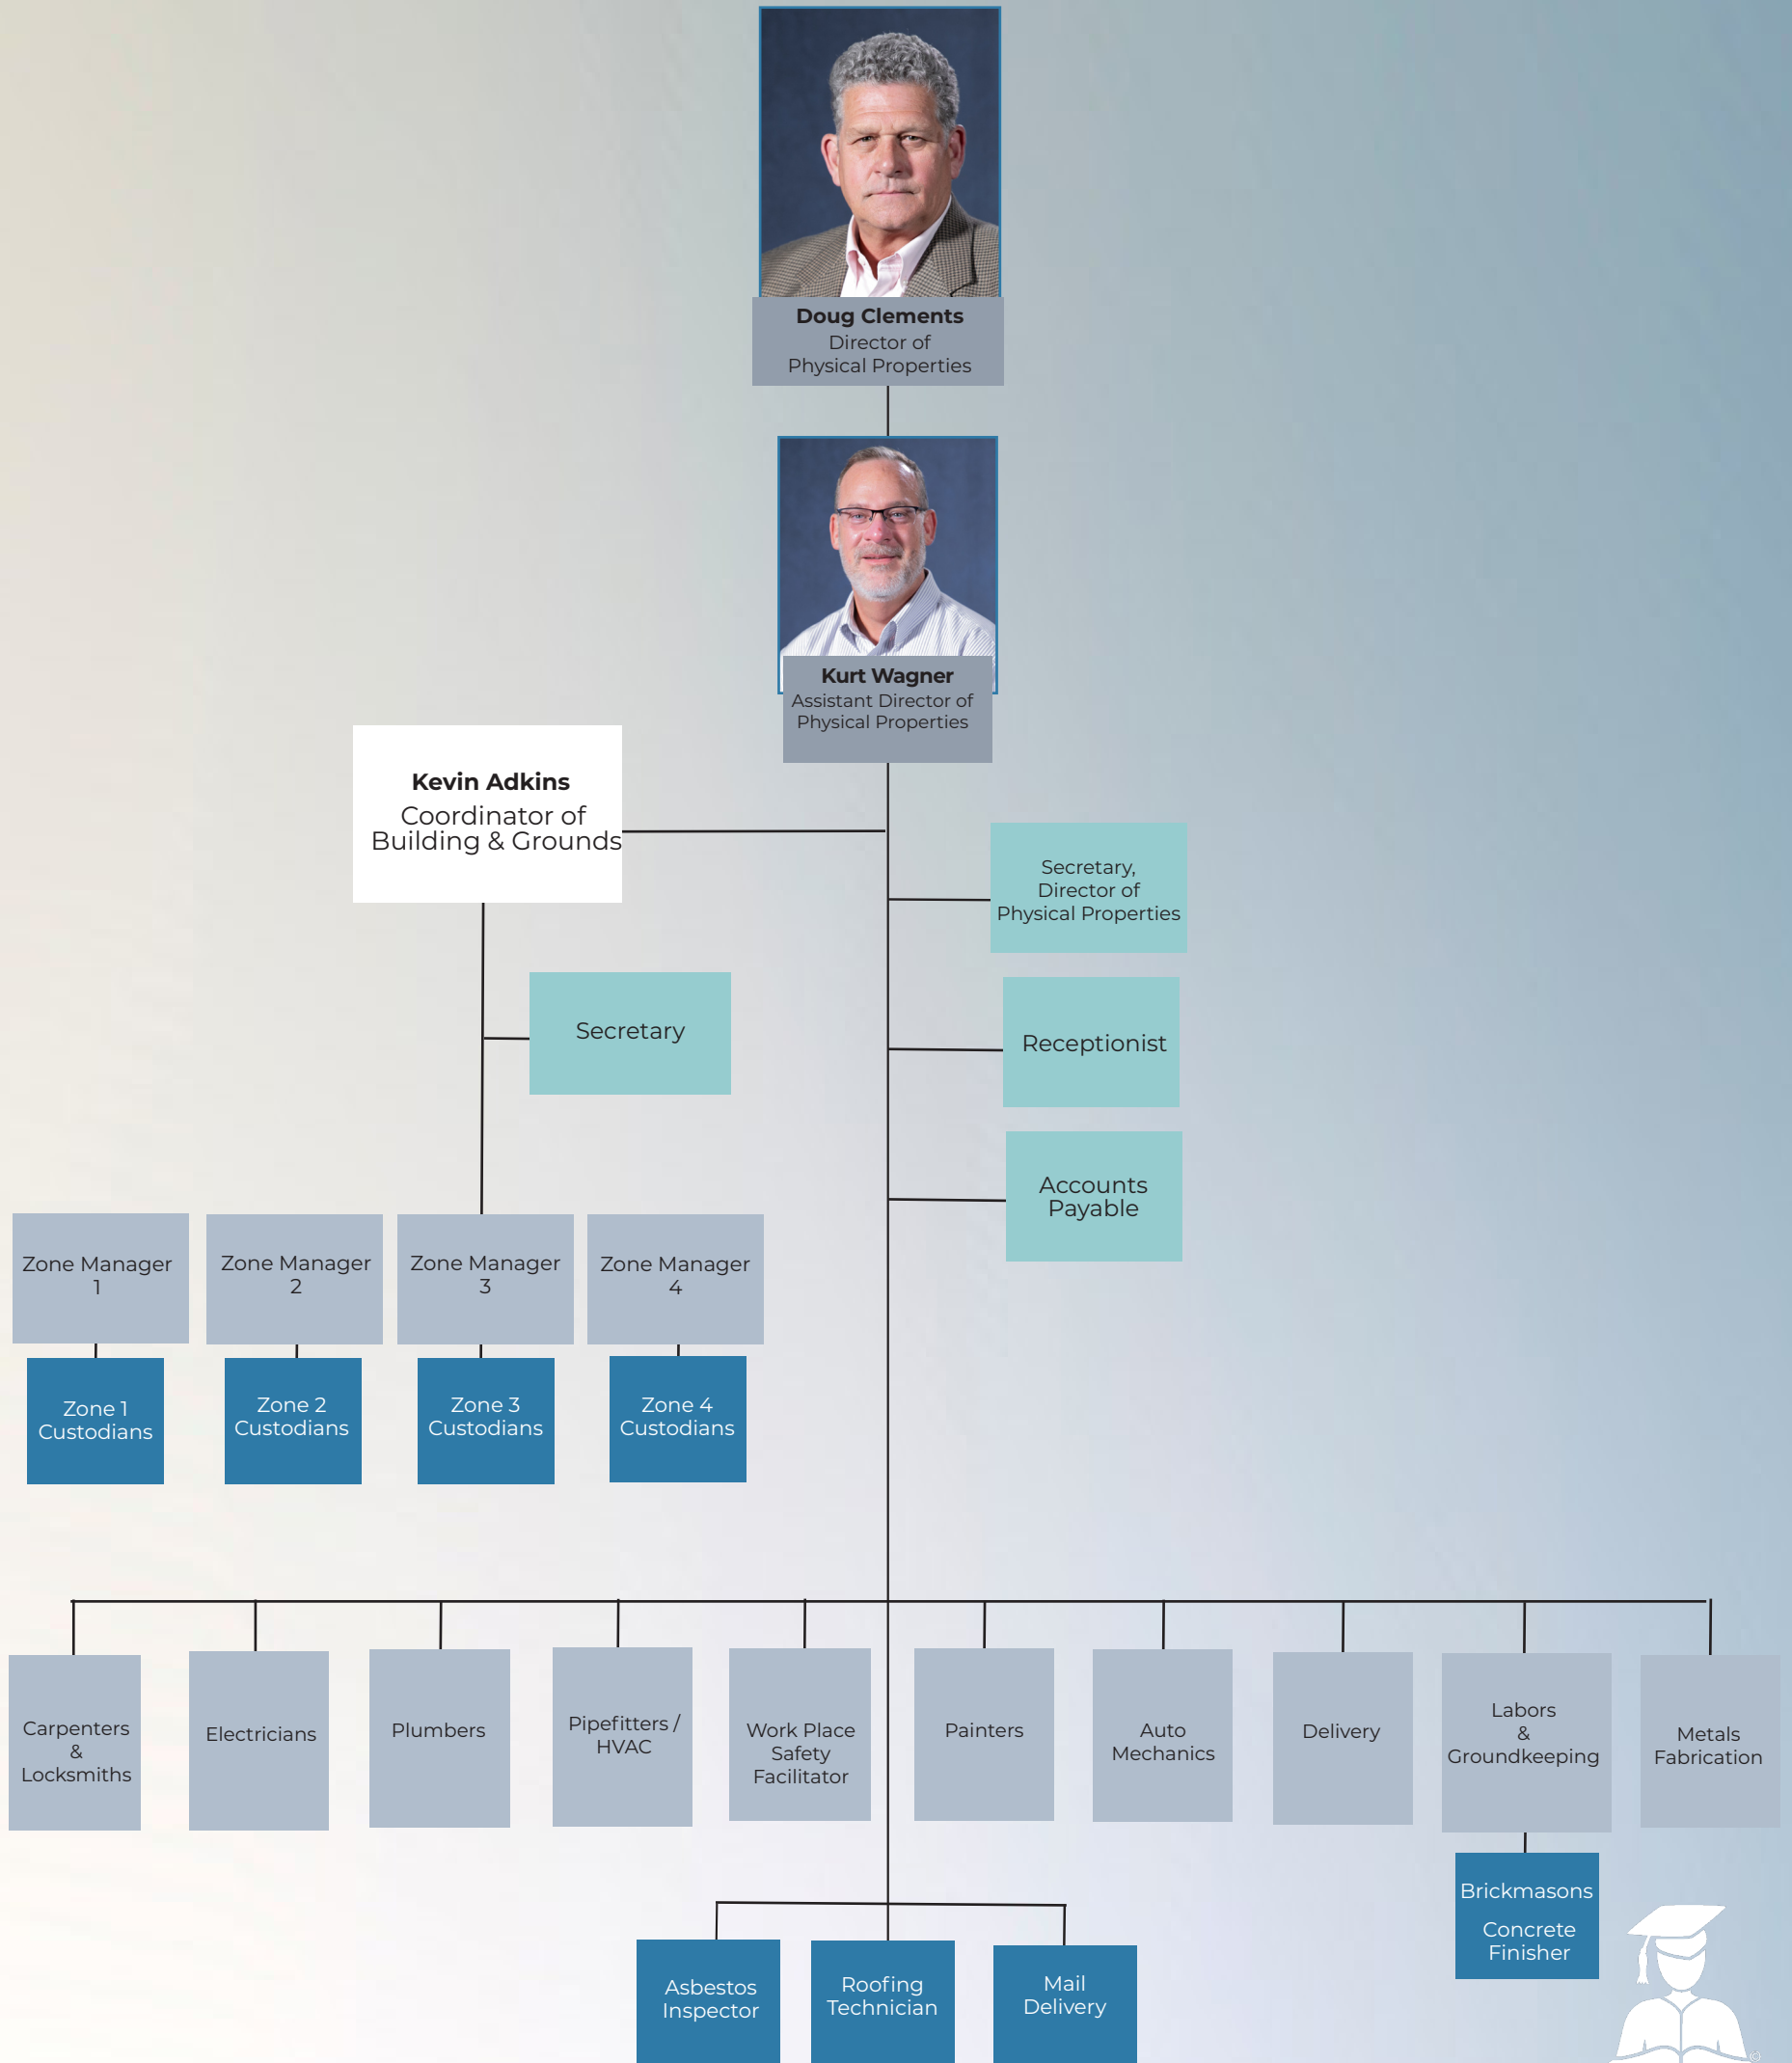 Doug Clements
Director of
Physical Properties
Kurt Wagner
Assistant Director of
Physical Properties
Kevin Adkins
Coordinator of
Building & Grounds
Secretary,
Director of
Physical Properties
Secretary
Receptionist
Accounts
Payable
Zone Manager
1
Zone Manager
2
Zone Manager
3
Zone Manager
4
Zone 1
Custodians
Zone 2
Custodians
Zone 3
Custodians
Zone 4
Custodians
Carpenters
&
Locksmiths
Electricians
Plumbers
Pipefitters /
HVAC
Work Place
Safety
Facilitator
Painters
Auto
Mechanics
Delivery
Labors
&
Groundkeeping
Metals
Fabrication
Brickmasons
Concrete
Finisher
Asbestos
Inspector
Roofing
Technician
Mail
Delivery
©